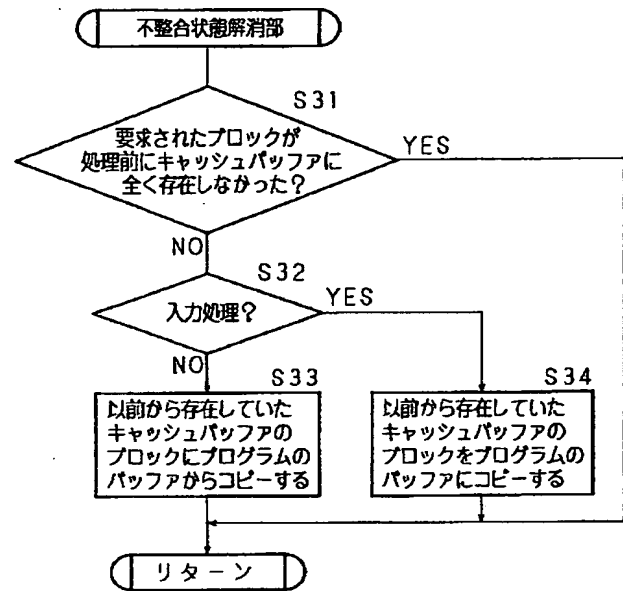 不整合状態解消部
S31
要求されたブロックが
処理前にキャッシュバッファに
全く存在しなかった?
YES
NO
S32
入力処理?
YES
NO
S33
以前から存在していた
キャッシュバッファの
ブロックにプログラムの
バッファからコピーする
S34
以前から存在していた
キャッシュバッファの
ブロックをプログラムの
バッファにコピーする
リターン